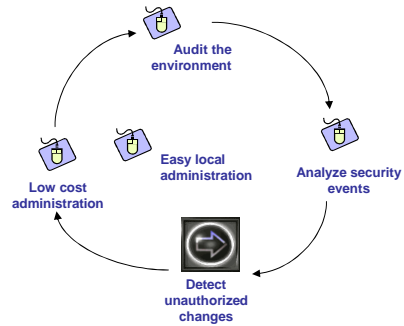 Audit the
environment
Easy local
administration
Analyze security
events
Low cost
administration
Detect
unauthorized
changes